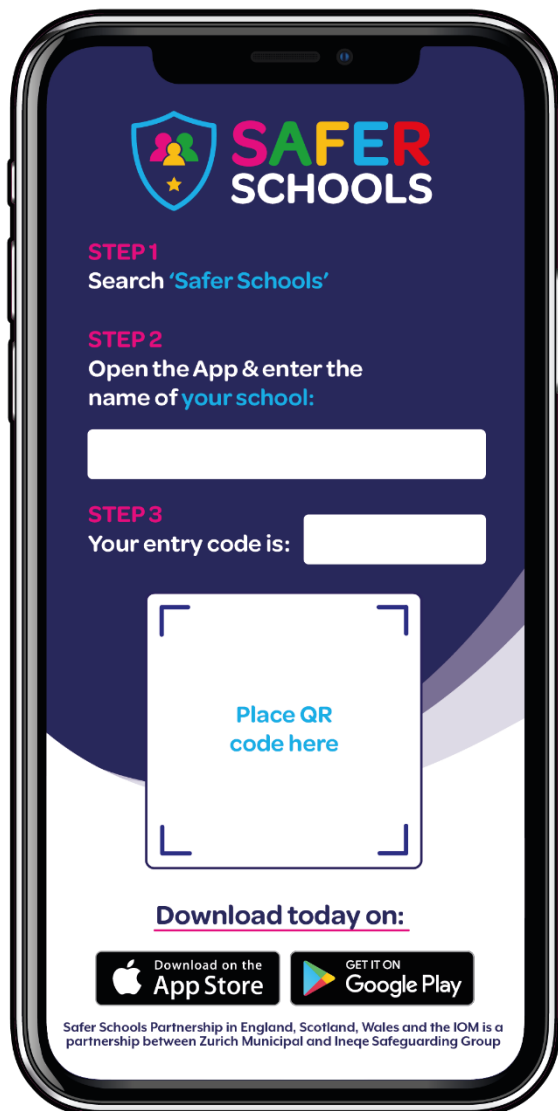 SAFER
SCHOOLS
STEP 1
Search ‘Safer Schools’
STEP 2
Open the App & enter the
name of your school:
STEP 3
Your entry code is:
Place QR
code here
Download today on:
Download on the
App Store
GET IT ON
Google Play
Safer Schools Partnership in England, Scotland, Wales and the IOM is a
partnership between Zurich Municipal and Ineqe Safeguarding Group